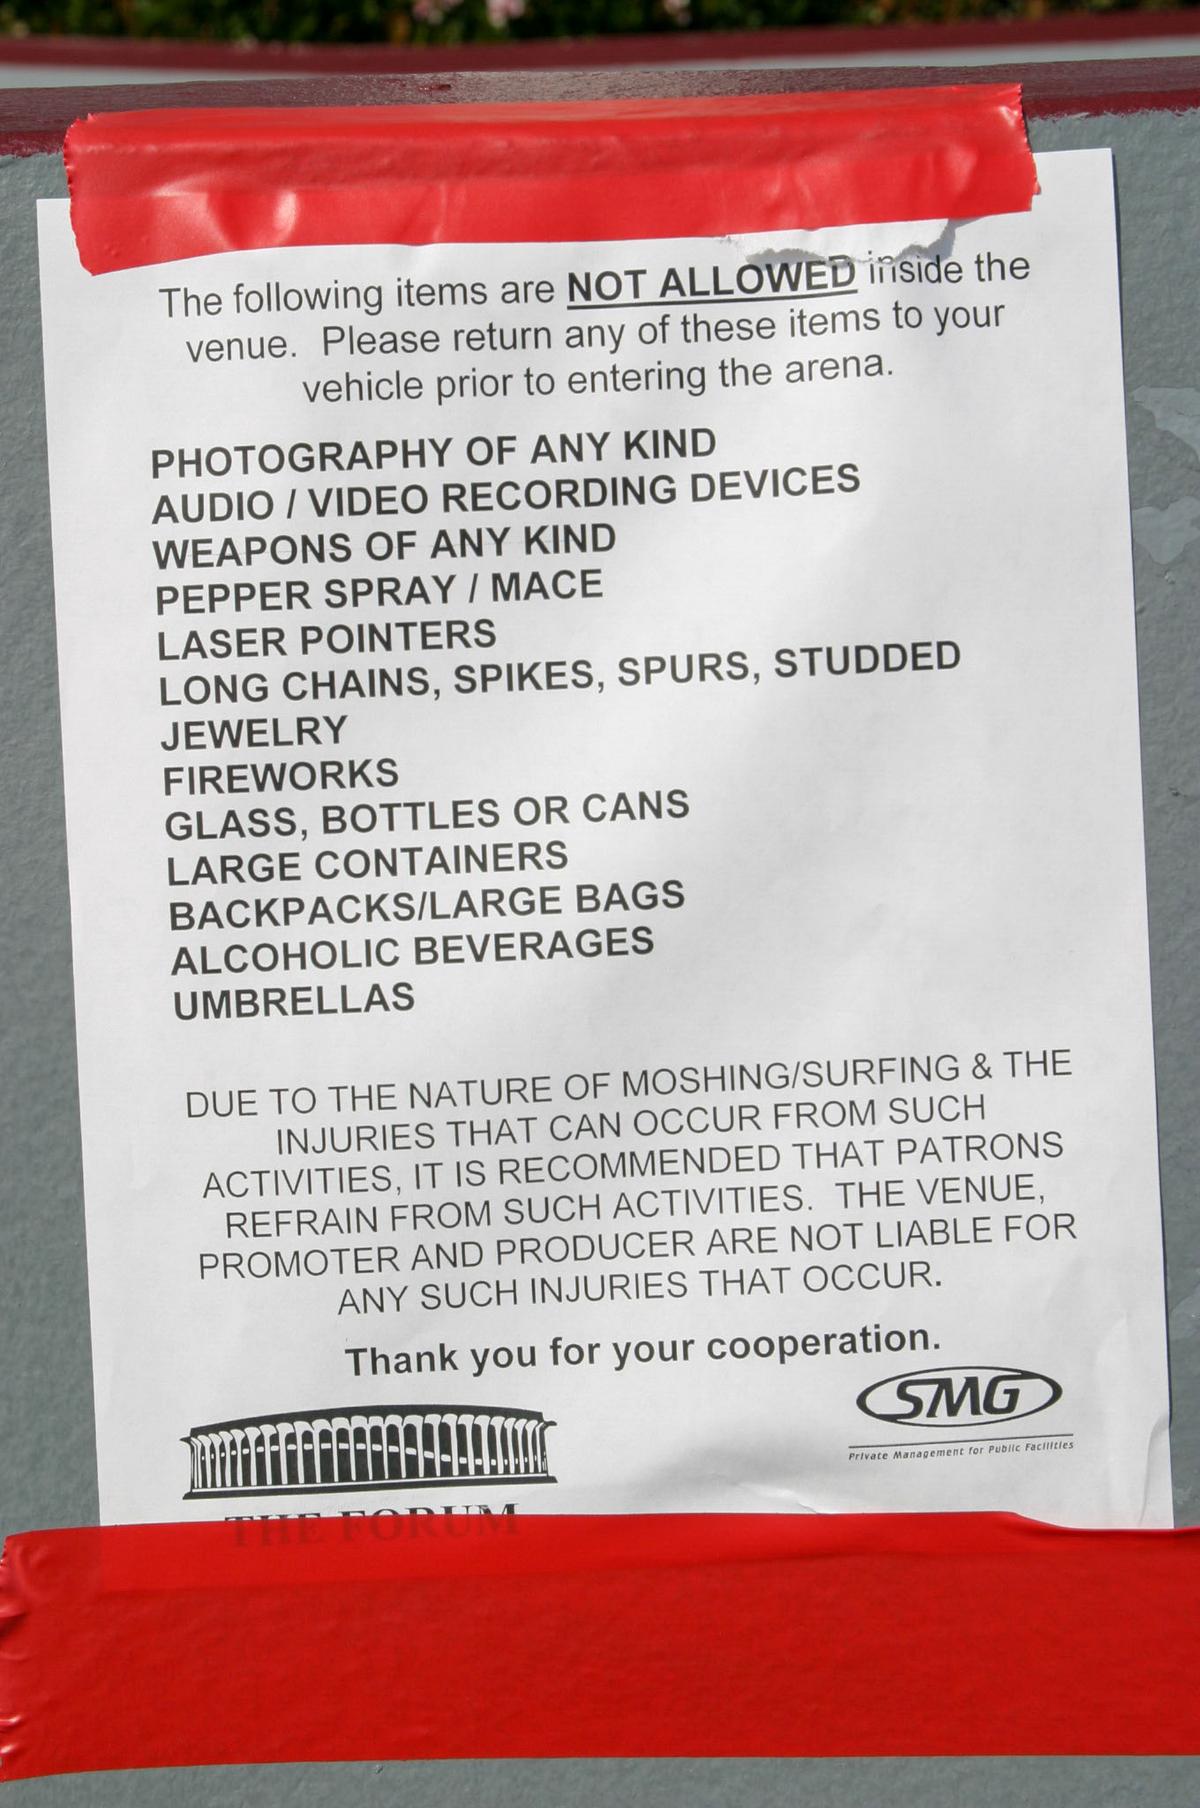 The following items are NOT ALLOWED inside the
venue.  Please return any of these items to your
vehicle prior to entering the arena.
PHOTOGRAPHY OF ANY KIND
AUDIO / VIDEO RECORDING DEVICES
WEAPONS OF ANY KIND
PEPPER SPRAY / MACE
LASER POINTERS
LONG CHAINS, SPIKES, SPURS, STUDDED
JEWELRY
FIREWORKS
GLASS, BOTTLES OR CANS
LARGE CONTAINERS
BACKPACKS/LARGE BAGS
ALCOHOLIC BEVERAGES
UMBRELLAS
DUE TO THE NATURE OF MOSHING/SURFING & THE
INJURIES THAT CAN OCCUR FROM SUCH
ACTIVITIES, IT IS RECOMMENDED THAT PATRONS
REFRAIN FROM SUCH ACTIVITIES.  THE VENUE,
PROMOTER AND PRODUCER ARE NOT LIABLE FOR
ANY SUCH INJURIES THAT OCCUR.
Thank you for your cooperation.
SMG
Private Management for Public Facilities
THE FORUM